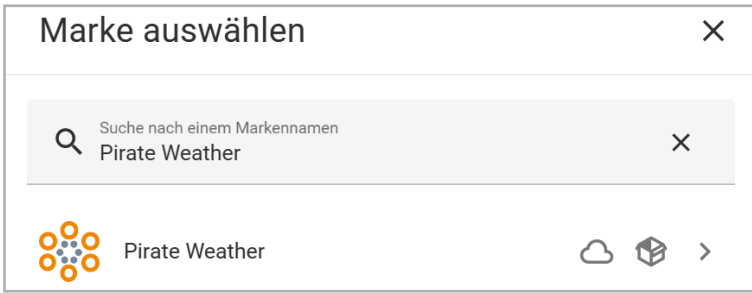 Marke auswählen
Suche nach einem Markennamen
Pirate Weather
Pirate Weather